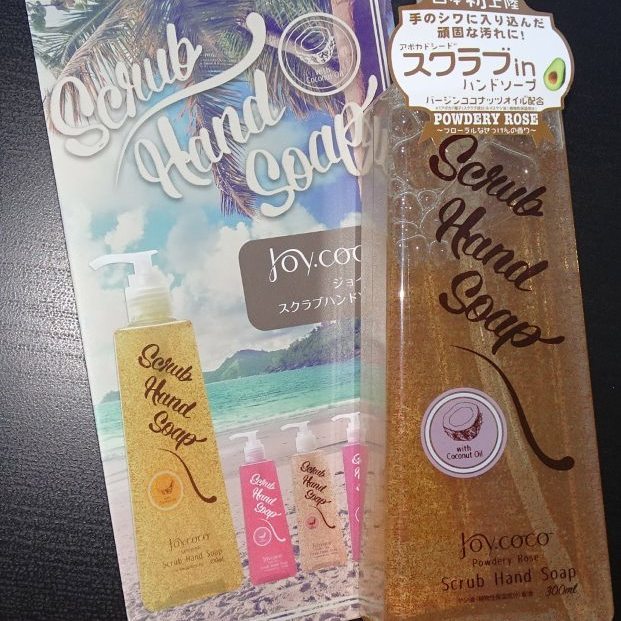 Scrub
Hand
Soap
Coconut Oil
Joy.coco
ジョイ
スクラブハンドソ
Scrub
Hand
Soap
Joy.coco
Scrub Hand Soap
Scrub
Hand
Soap
Scrub
Hand
Soap
日本初上陸
手のシワに入り込んだ
頑固な汚れに!
アボカドシード
スクラブin
ハンドソープ
バージンココナッツオイル配合
POWDERY ROSE
~フローラルなせっけんの香り~
Scrub
Hand
Soap
with
Coconut Oil
Joy.coco
Powdery Rose
Scrub Hand Soap
300ml